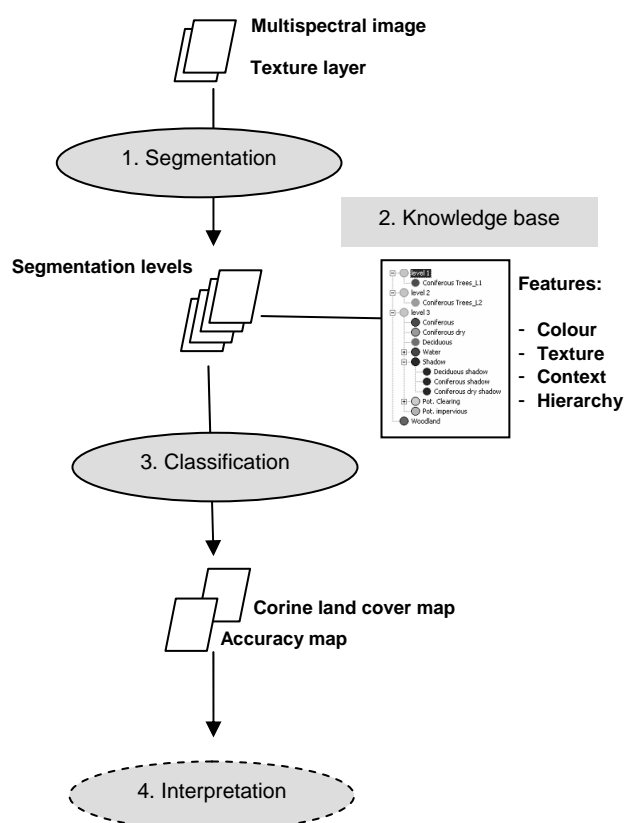 Multispectral image
Texture layer
1. Segmentation
2. Knowledge base
Segmentation levels
level 1
Coniferous Trees_L1
level 2
Coniferous Trees_L2
level 3
Coniferous
Coniferous dry
Deciduous
Water
Shadow
Deciduous shadow
Coniferous shadow
Coniferous dry shadow
Pot. Clearing
Pot. impervious
Woodland
Features:
- Colour
- Texture
- Context
- Hierarchy
3. Classification
Corine land cover map
Accuracy map
4. Interpretation